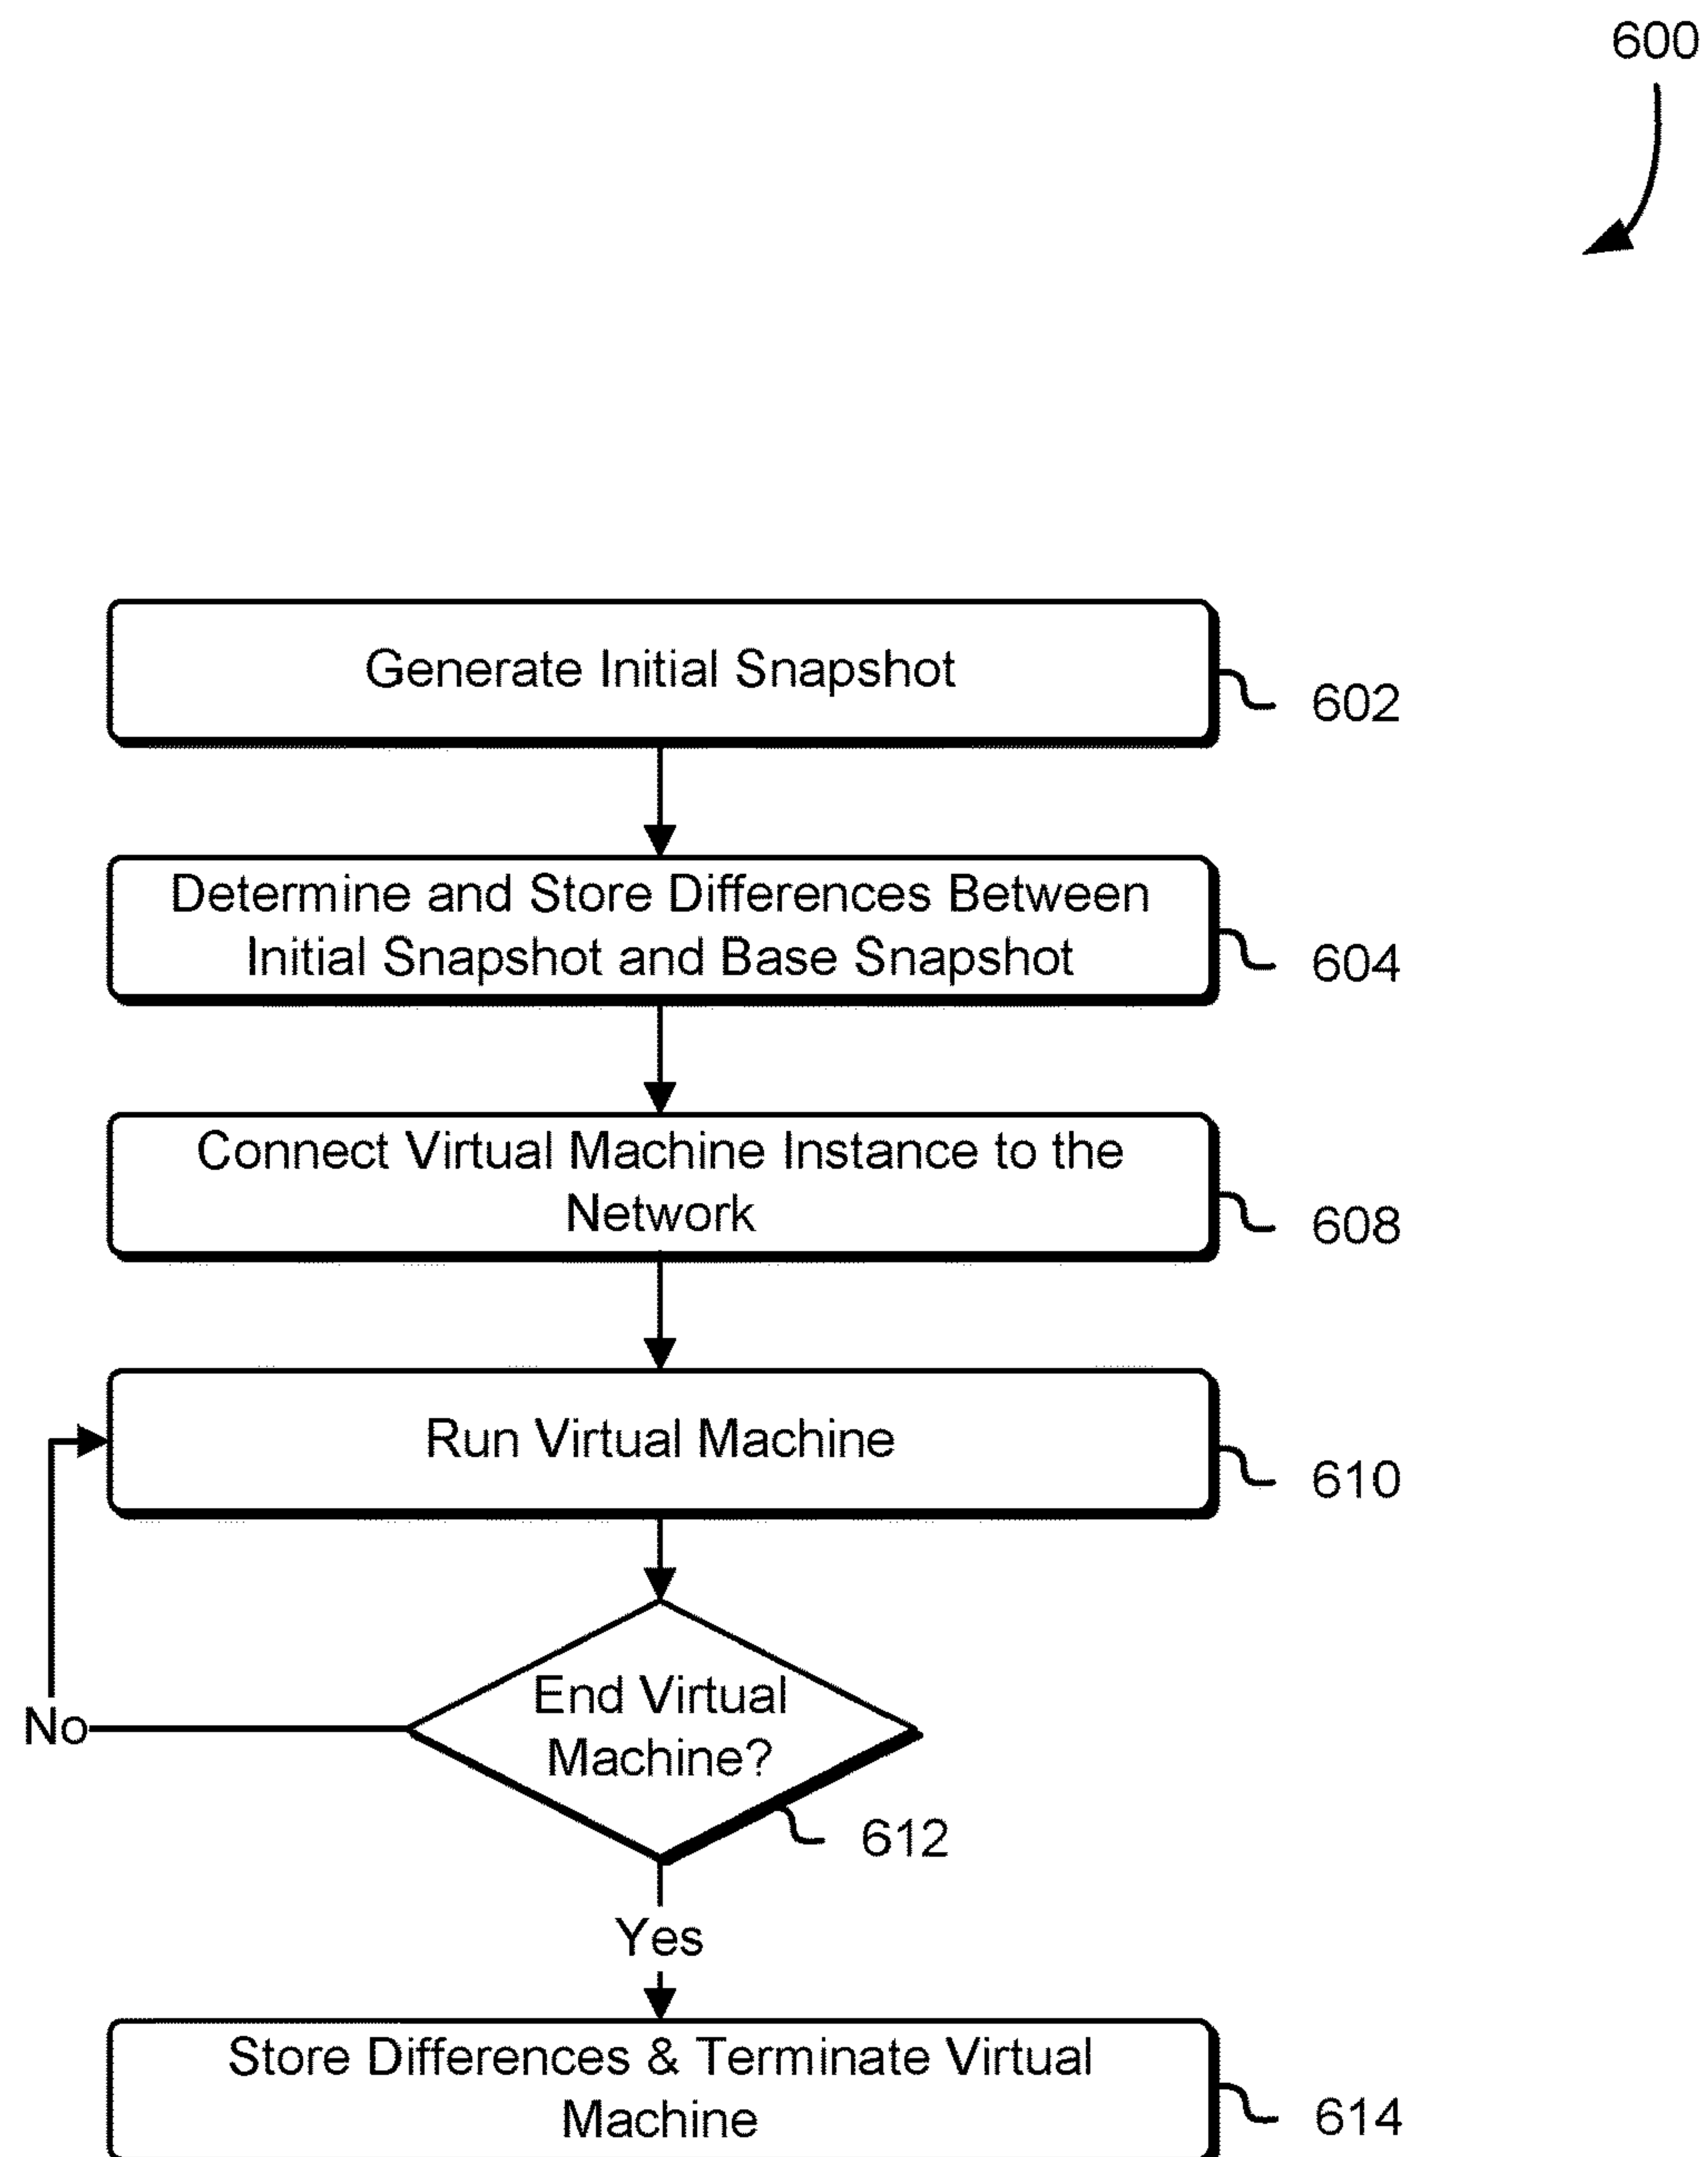 600
Generate Initial Snapshot
602
Determine and Store Differences Between
Initial Snapshot and Base Snapshot
604
Connect Virtual Machine Instance to the
Network
608
Run Virtual Machine
610
End Virtual
Machine?
No
612
Yes
Store Differences & Terminate Virtual
Machine
614